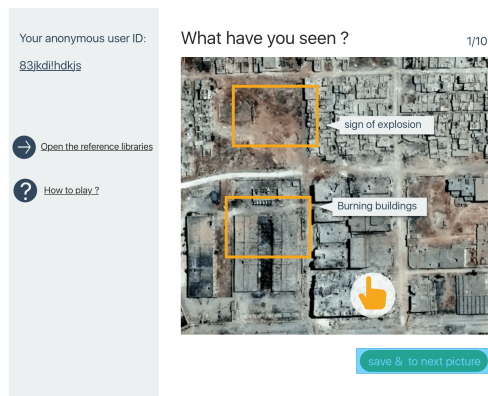 Your anonymous user ID:
83jkdi!hdkjs
Open the reference libraries
How to play ?
What have you seen ?
1/10
sign of explosion
Burning buildings
save & to next picture